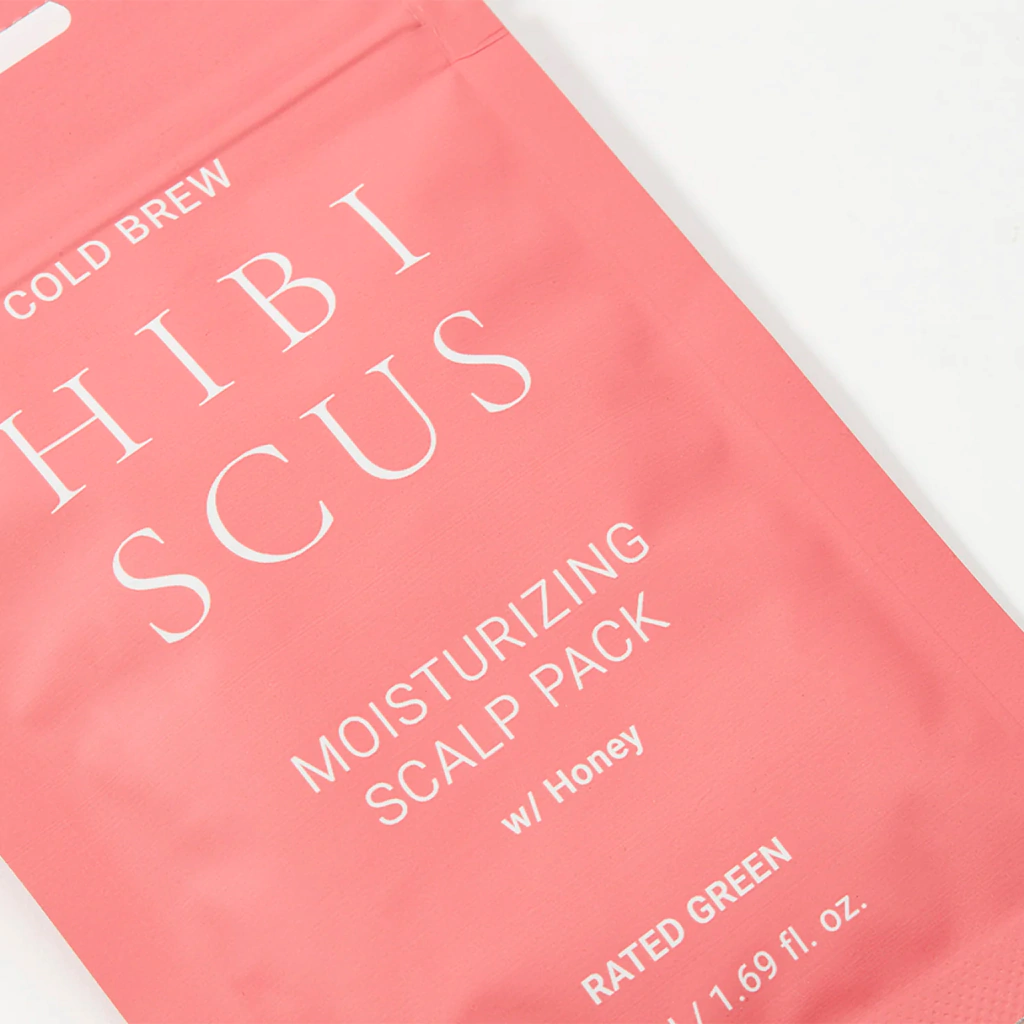 COLD BREW
HIBI
SCUS
MOISTURIZING
SCALP PACK
w/ Honey
RATED GREEN
/ 1.69 fl. oz.